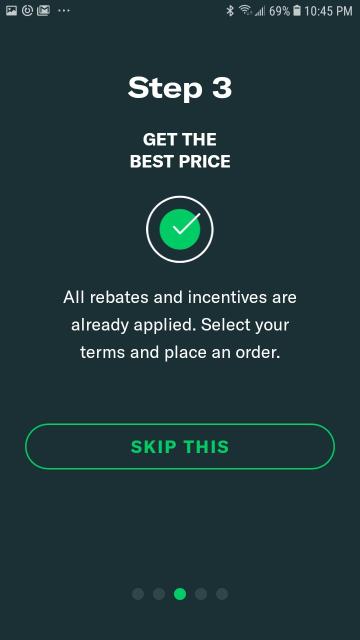 69% 10:45 PM
Step 3
GET THE
BEST PRICE
All rebates and incentives are
already applied. Select your
terms and place an order.
SKIP THIS